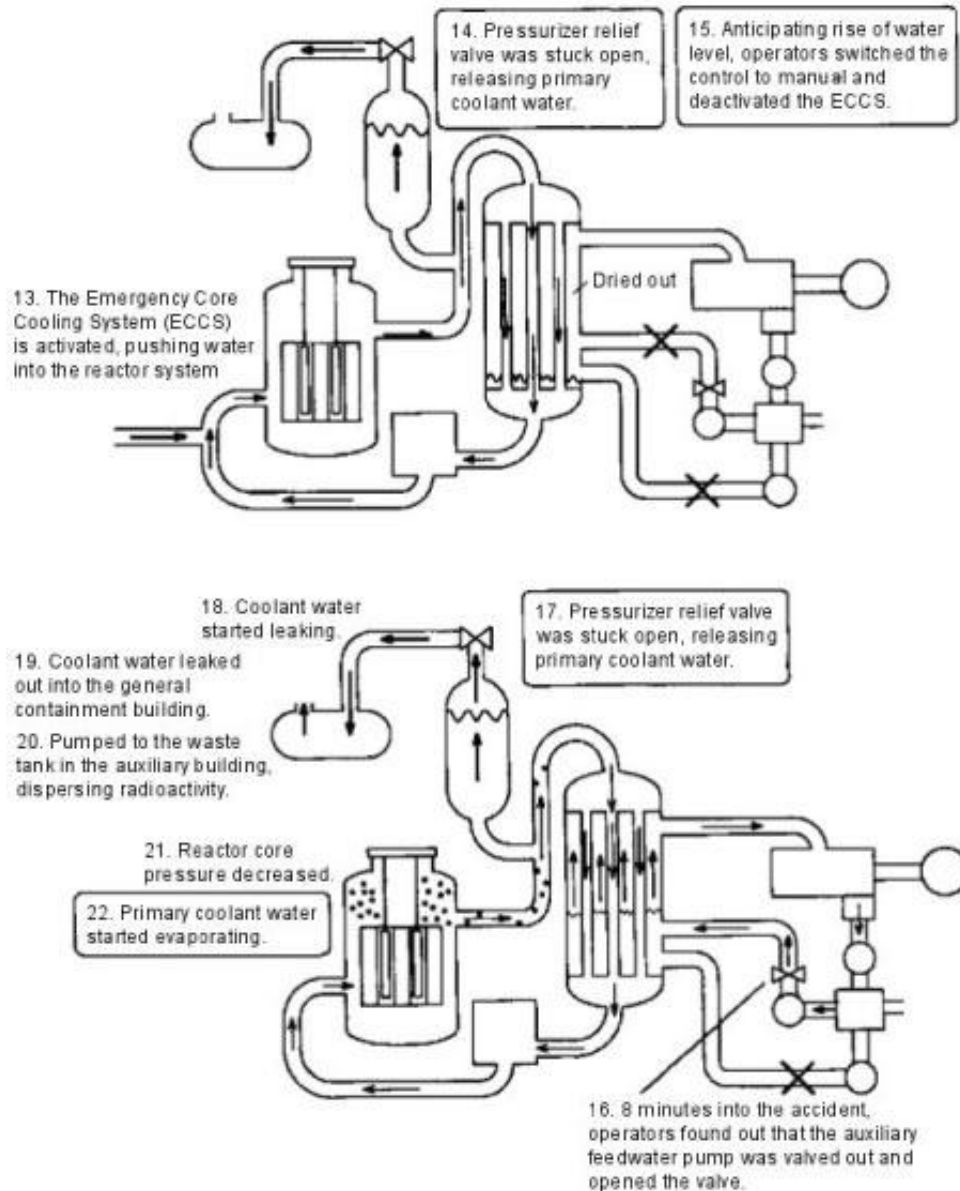 14. Pressurizer relief
valve was stuck open,
releasing primary
coolant water.
15. Anticipating rise of water
level, operators switched the
control to manual and
deactivated the ECCS.
Dried out
13. The Emergency Core
Cooling System (ECCS)
is activated, pushing water
into the reactor system
18. Coolant water
started leaking.
17. Pressurizer relief valve
was stuck open, releasing
primary coolant water.
19. Coolant water leaked
out into the general
containment building.
20. Pumped to the waste
tank in the auxiliary building,
dispersing radioactivity.
21. Reactor core
pressure decreased.
22. Primary coolant water
started evaporating.
16. 8 minutes into the accident,
operators found out that the auxiliary
feedwater pump was valved out and
opened the valve.